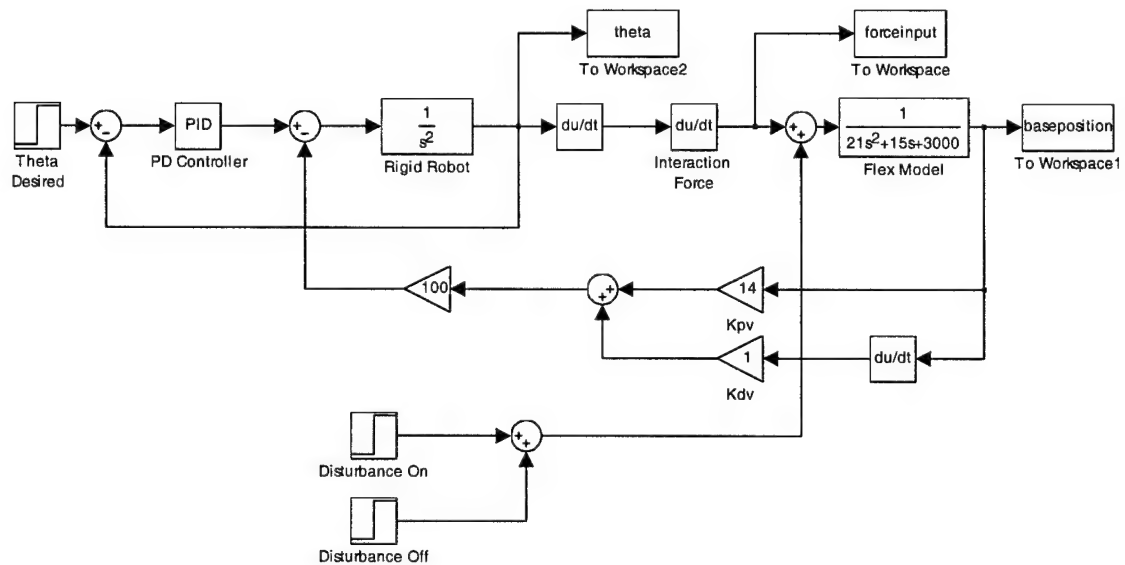 theta
To Workspace2
forceinput
To Workspace
Theta
Desired
+
−
PID
PD Controller
+
−
1
s²
Rigid Robot
du/dt
du/dt
Interaction
Force
+
+
1
21s²+15s+3000
Flex Model
baseposition
To Workspace1
100
+
+
14
Kpv
1
Kdv
du/dt
Disturbance On
+
+
Disturbance Off